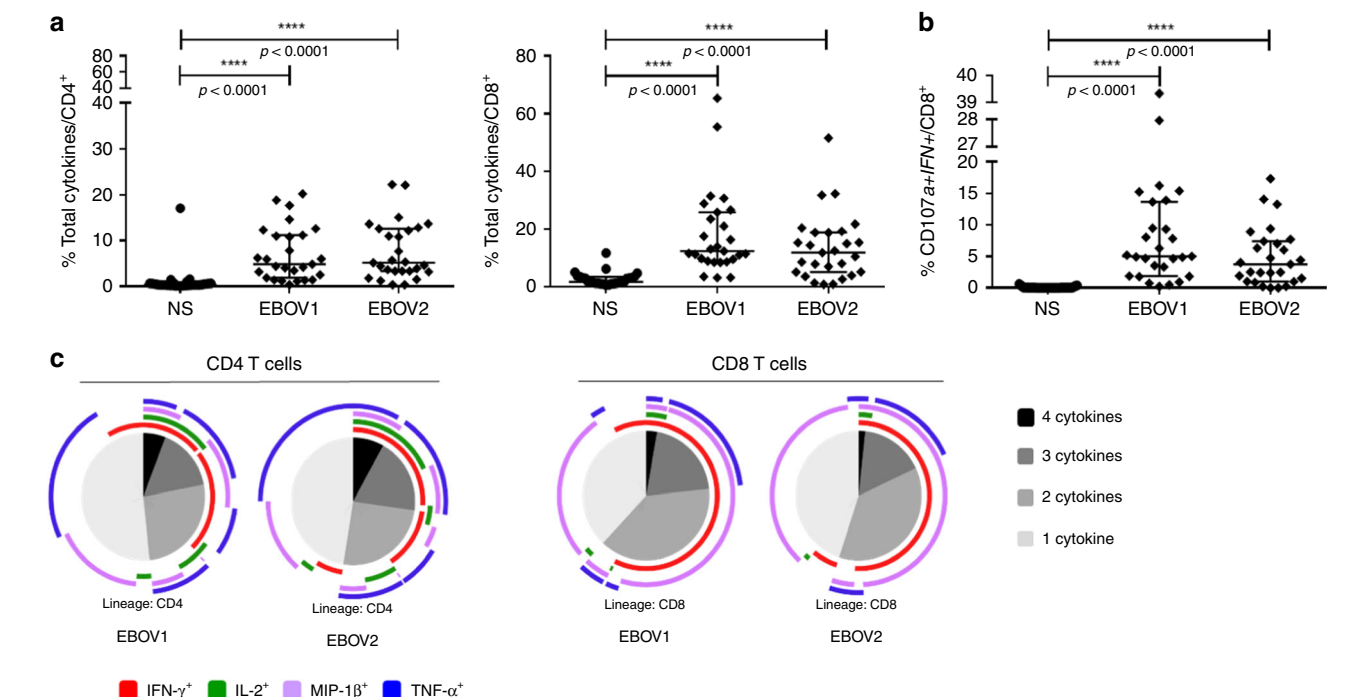 a
b
****
p < 0.0001
****
p < 0.0001
% Total cytokines/CD4+
80
60
40
40
30
20
10
0
NS
EBOV1
EBOV2
****
p < 0.0001
****
p < 0.0001
% Total cytokines/CD8+
80
60
40
20
0
NS
EBOV1
EBOV2
****
p < 0.0001
****
p < 0.0001
% CD107a+IFN+/CD8+
40
39
28
27
20
15
10
5
0
NS
EBOV1
EBOV2
c
CD4 T cells
CD8 T cells
4 cytokines
3 cytokines
2 cytokines
1 cytokine
Lineage: CD4
Lineage: CD4
Lineage: CD8
Lineage: CD8
EBOV1
EBOV2
EBOV1
EBOV2
IFN-γ+ IL-2+ MIP-1β+ TNF-α+